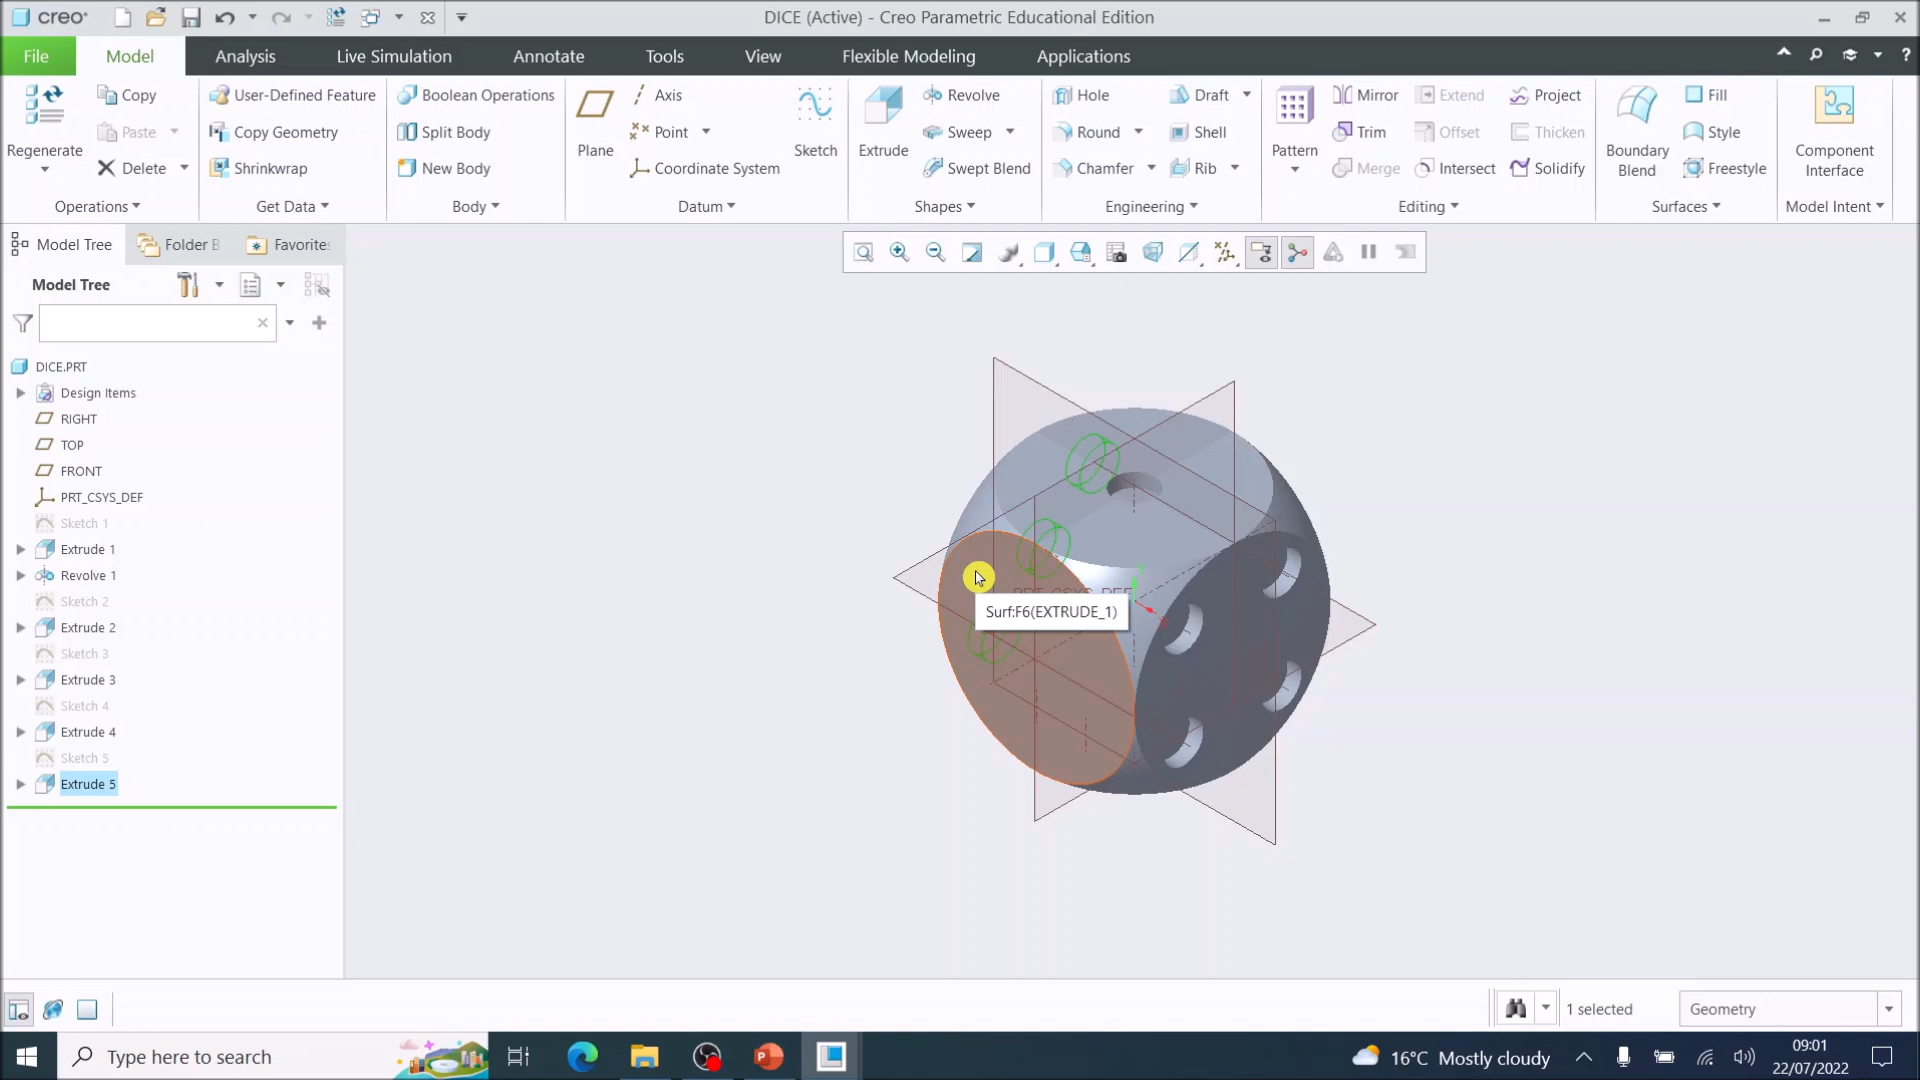 creo®
DICE (Active) - Creo Parametric Educational Edition
File
Model
Analysis
Live Simulation
Annotate
Tools
View
Flexible Modeling
Applications
Regenerate
Copy
Paste
Delete
Operations
User-Defined Feature
Copy Geometry
Shrinkwrap
Get Data
Boolean Operations
Split Body
New Body
Body
Plane
Axis
Point
Coordinate System
Sketch
Datum
Extrude
Revolve
Sweep
Swept Blend
Shapes
Hole
Round
Chamfer
Draft
Shell
Rib
Engineering
Pattern
Mirror
Trim
Merge
Extend
Offset
Intersect
Project
Thicken
Solidify
Editing
Boundary
Blend
Fill
Style
Freestyle
Surfaces
Component
Interface
Model Intent
Model Tree
Folder B
Favorites
Model Tree
DICE.PRT
Design Items
RIGHT
TOP
FRONT
PRT_CSYS_DEF
Sketch 1
Extrude 1
Revolve 1
Sketch 2
Extrude 2
Sketch 3
Extrude 3
Sketch 4
Extrude 4
Sketch 5
Extrude 5
PRT_CSYS_DEF
Y
X
Surf:F6(EXTRUDE_1)
1 selected
Geometry
Type here to search
16°C Mostly cloudy
09:01
22/07/2022